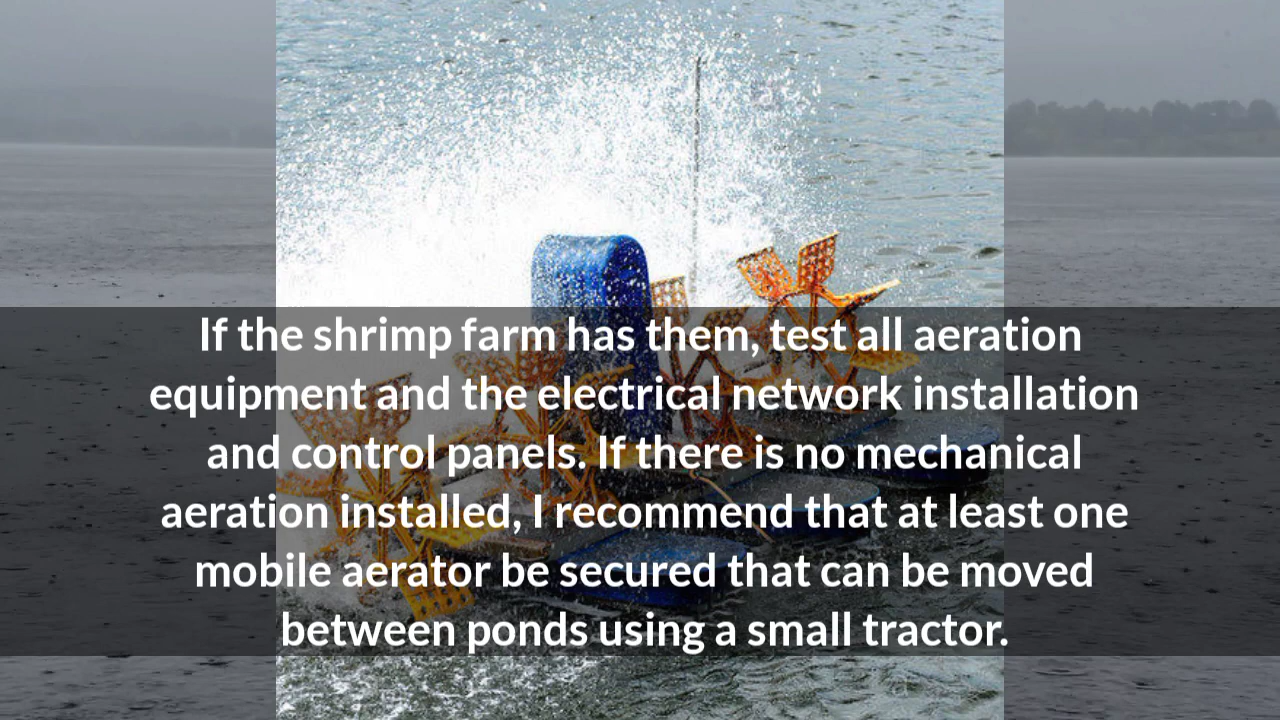 If the shrimp farm has them, test all aeration
equipment and the electrical network installation
and control panels. If there is no mechanical
aeration installed, I recommend that at least one
mobile aerator be secured that can be moved
between ponds using a small tractor.